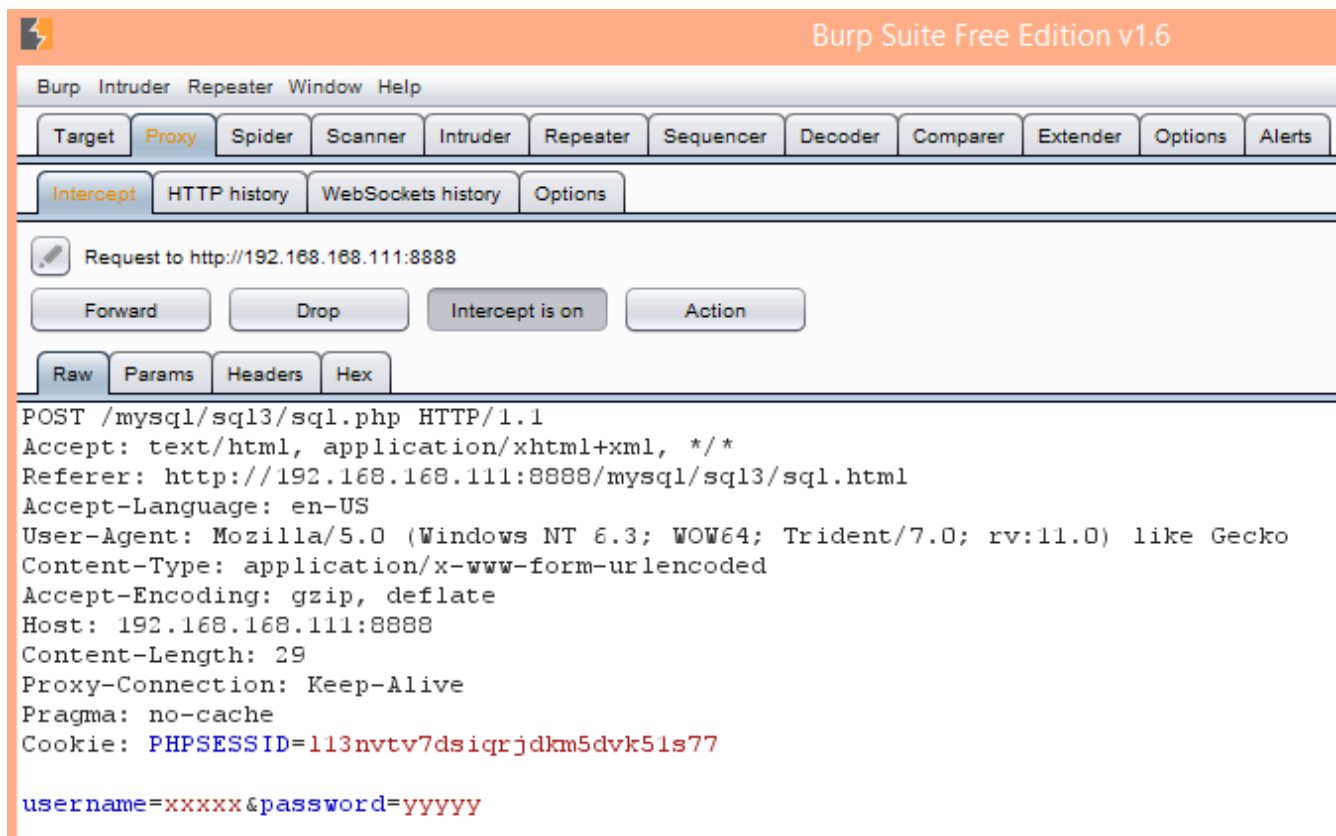 Burp Suite Free Edition v1.6
Burp Intruder Repeater Window Help
Target Proxy Spider Scanner Intruder Repeater Sequencer Decoder Comparer Extender Options Alerts
Intercept HTTP history WebSockets history Options
Request to http://192.168.168.111:8888
Forward Drop Intercept is on Action
Raw Params Headers Hex
POST /mysql/sql3/sql.php HTTP/1.1
Accept: text/html, application/xhtml+xml, */*
Referer: http://192.168.168.111:8888/mysql/sql3/sql.html
Accept-Language: en-US
User-Agent: Mozilla/5.0 (Windows NT 6.3; WOW64; Trident/7.0; rv:11.0) like Gecko
Content-Type: application/x-www-form-urlencoded
Accept-Encoding: gzip, deflate
Host: 192.168.168.111:8888
Content-Length: 29
Proxy-Connection: Keep-Alive
Pragma: no-cache
Cookie: PHPSESSID=l13nvtv7dsiqrjdkm5dvk51s77
username=xxxxx&password=yyyyy